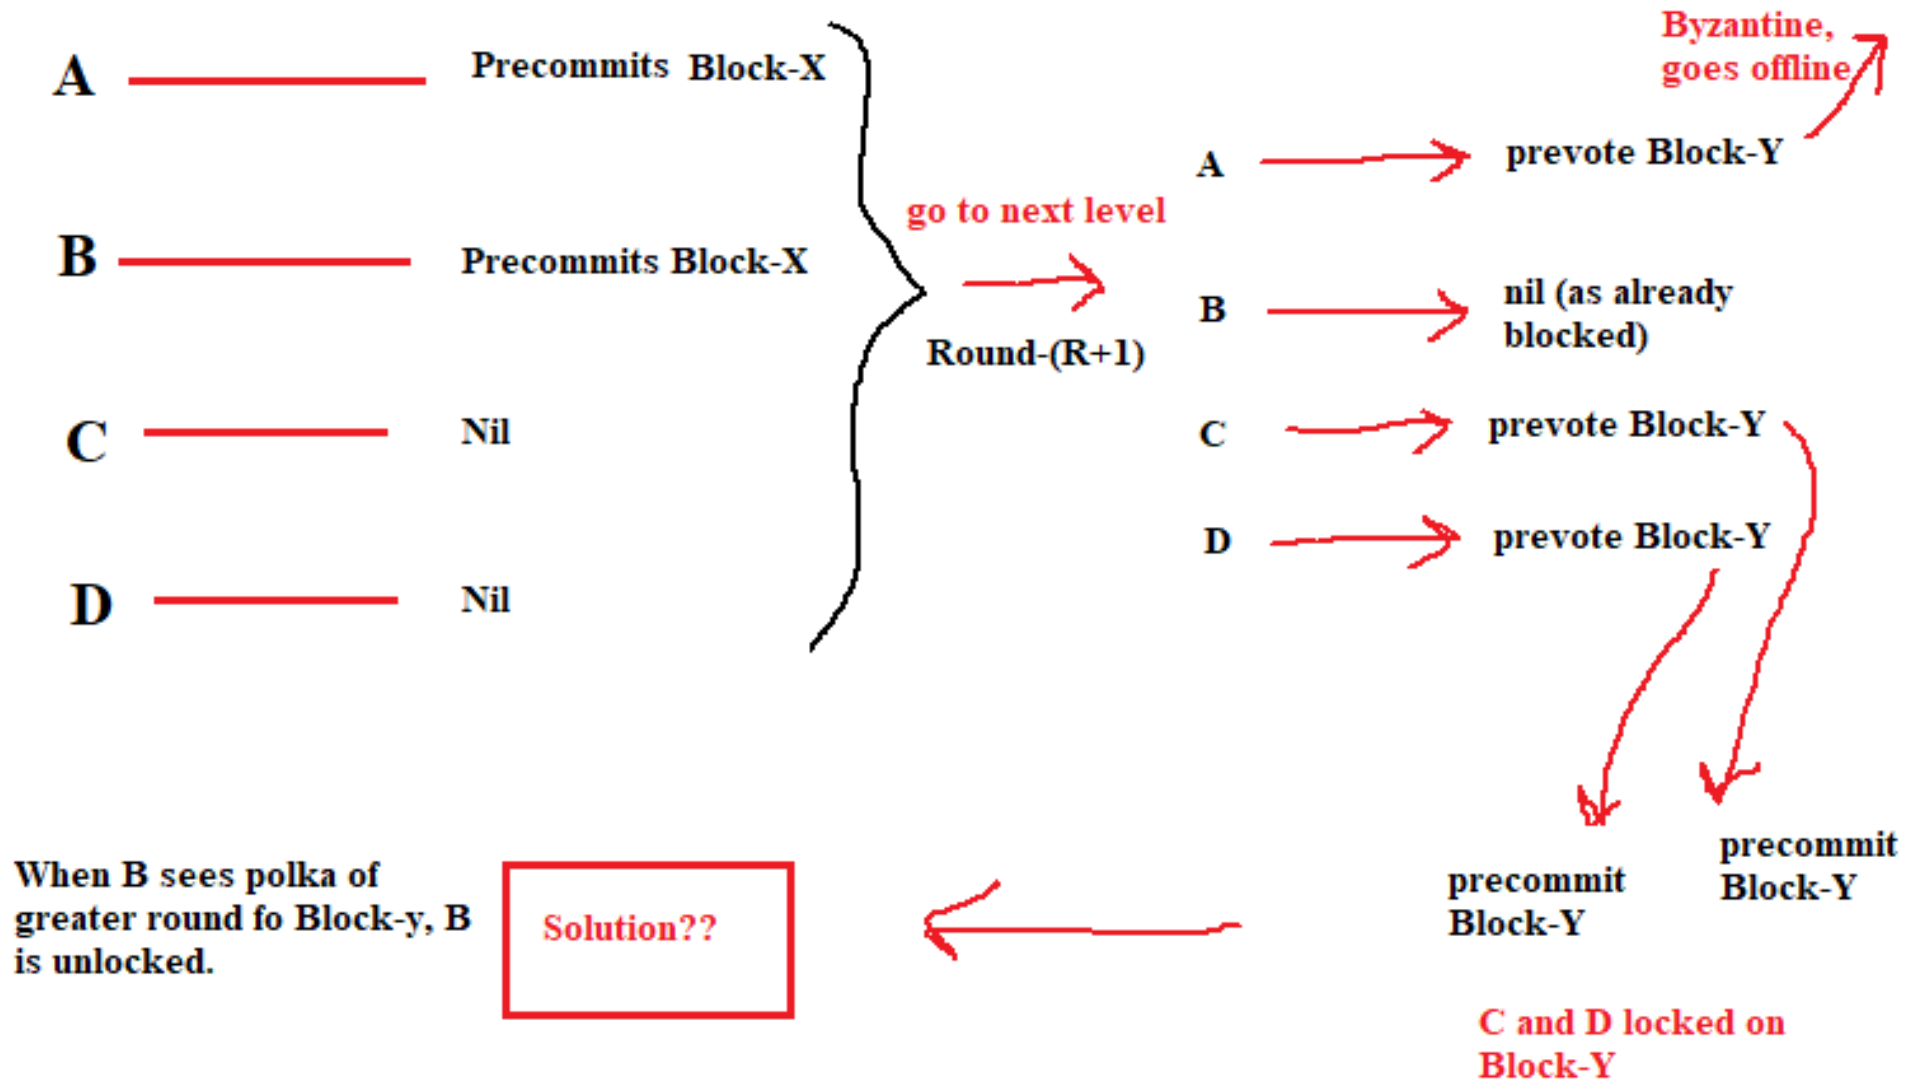 A
Precommits Block-X
B
Precommits Block-X
C
Nil
D
Nil
go to next level
Round-(R+1)
Byzantine,
goes offline
A
prevote Block-Y
B
nil (as already
blocked)
C
prevote Block-Y
D
prevote Block-Y
precommit
Block-Y
precommit
Block-Y
C and D locked on
Block-Y
Solution??
When B sees polka of
greater round fo Block-y, B
is unlocked.